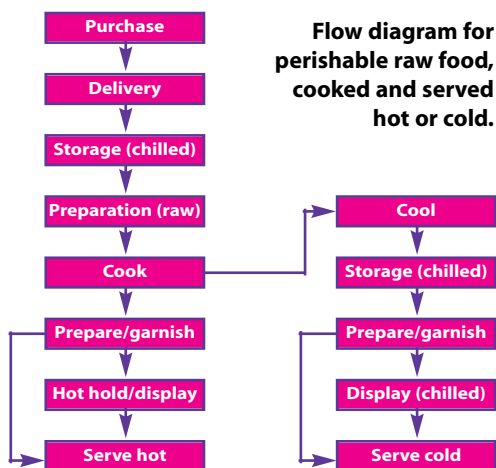 Flow diagram for
perishable raw food,
cooked and served
hot or cold.
Purchase
Delivery
Storage (chilled)
Preparation (raw)
Cook
Prepare/garnish
Hot hold/display
Serve hot
Cool
Storage (chilled)
Prepare/garnish
Display (chilled)
Serve cold